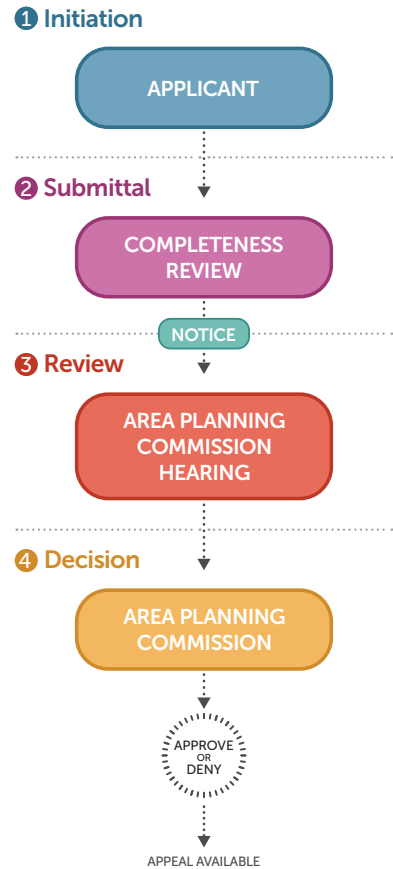 1 Initiation
APPLICANT
2 Submittal
COMPLETENESS
REVIEW
NOTICE
3 Review
AREA PLANNING
COMMISSION
HEARING
4 Decision
AREA PLANNING
COMMISSION
APPROVE
OR
DENY
APPEAL AVAILABLE